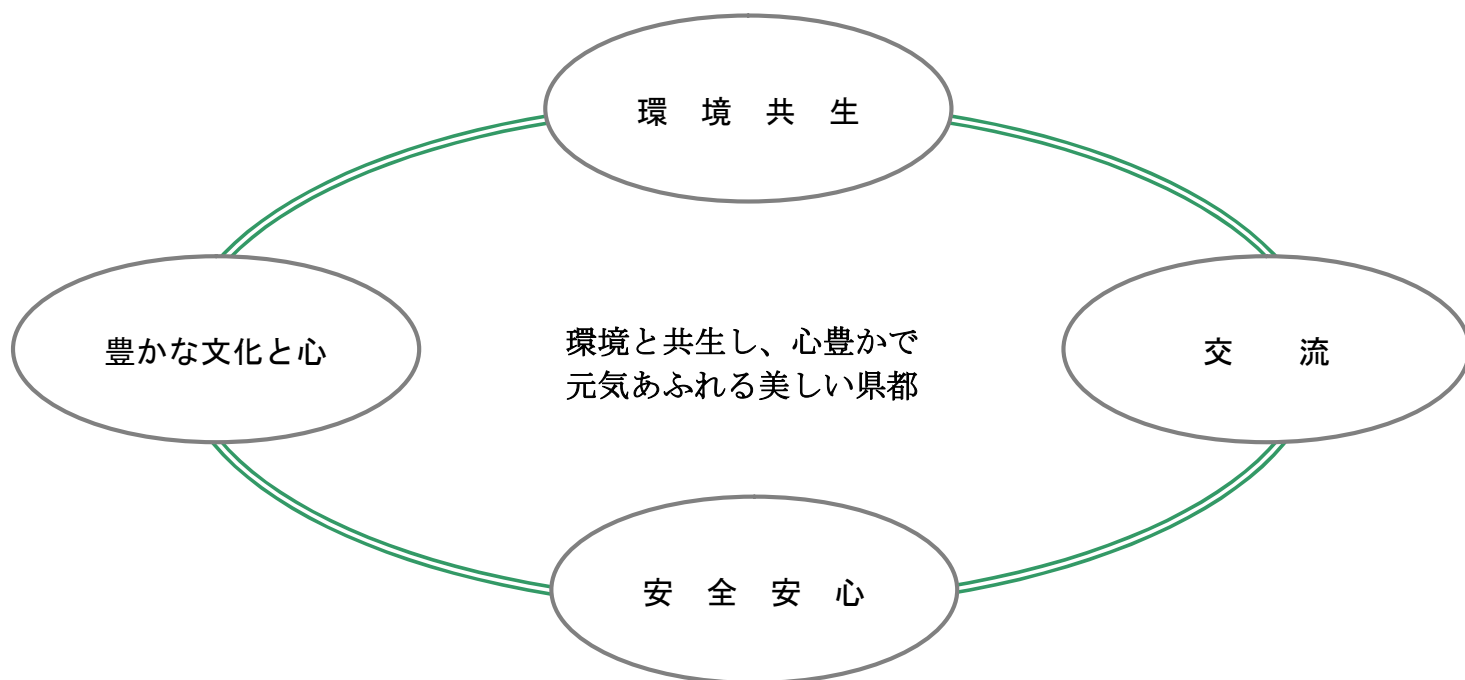 環 境 共 生
豊かな文化と心
環境と共生し、心豊かで
元気あふれる美しい県都
交 流
安 全 安 心